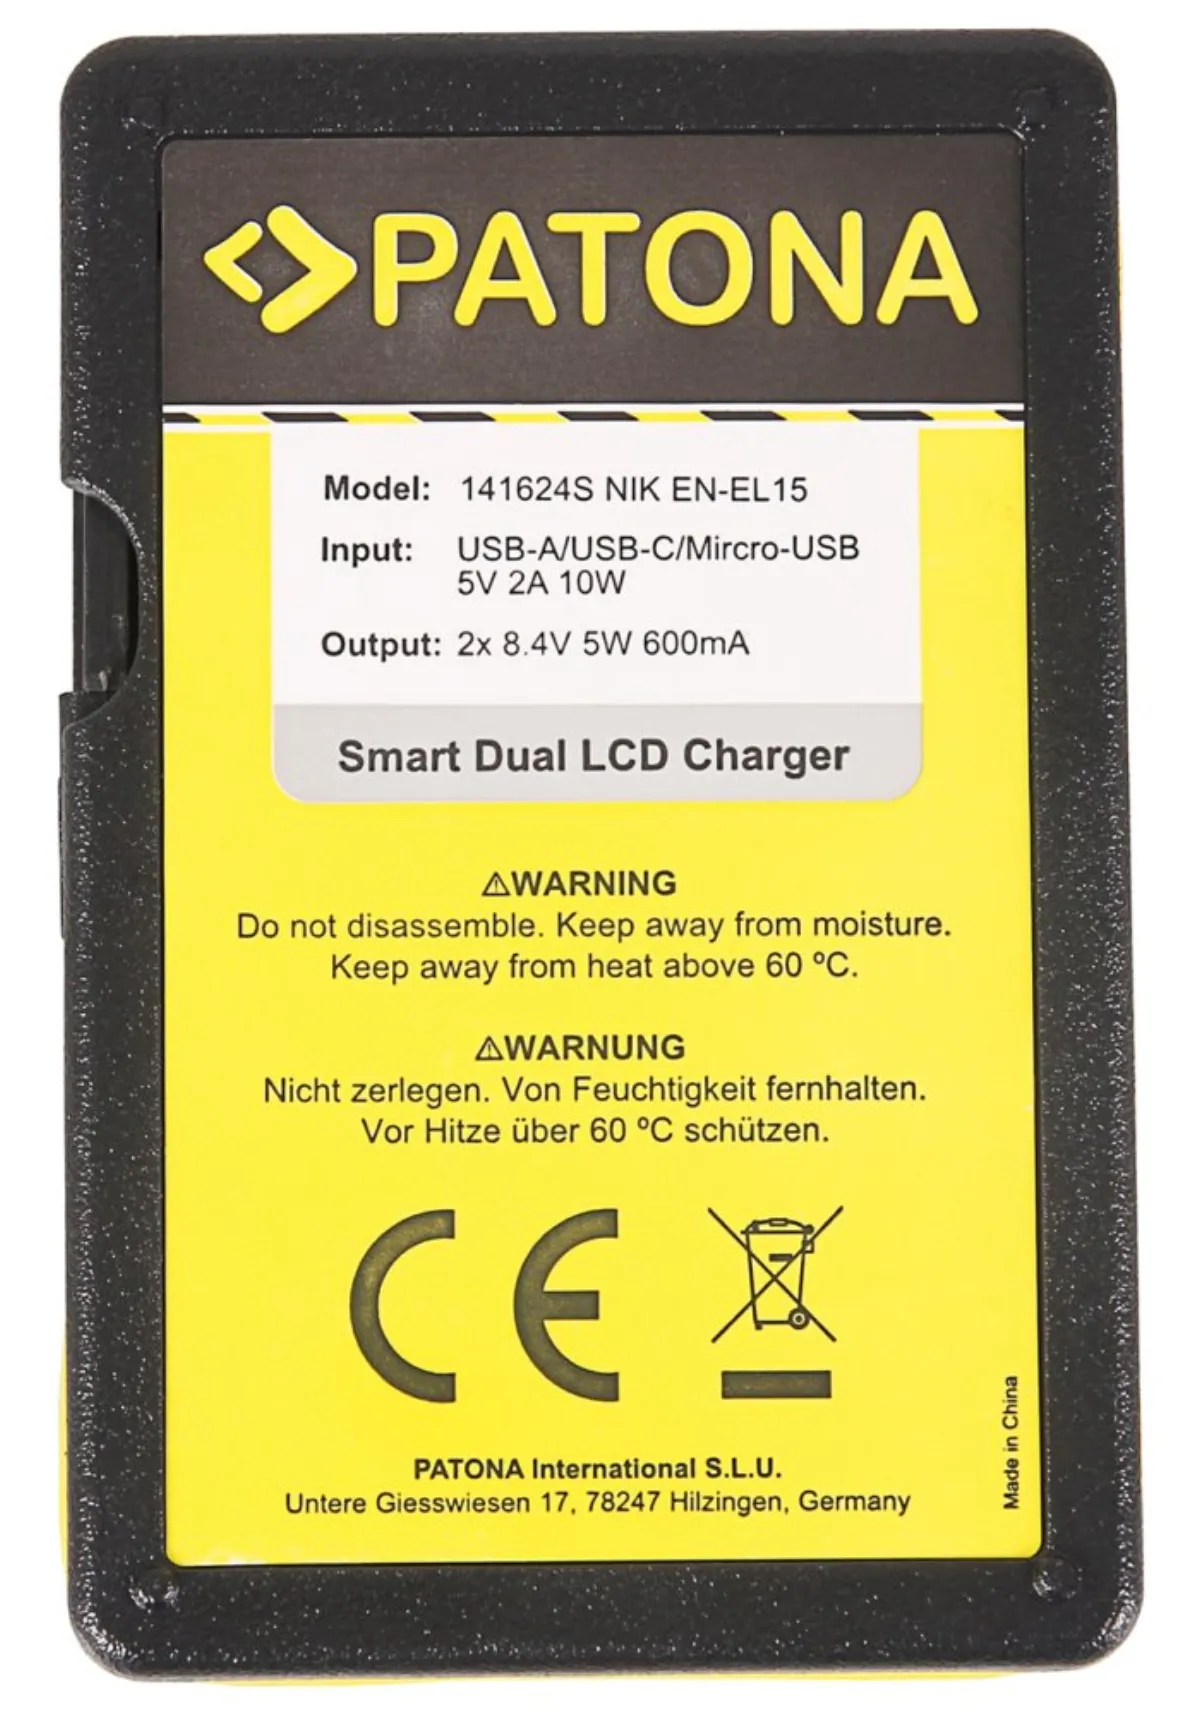 PATONA
Model: 141624S NIK EN-EL15
Input: USB-A/USB-C/Mircro-USB
5V 2A 10W
Output: 2x 8.4V 5W 600mA
Smart Dual LCD Charger
⚠WARNING
Do not disassemble. Keep away from moisture.
Keep away from heat above 60 ºC.
⚠WARNUNG
Nicht zerlegen. Von Feuchtigkeit fernhalten.
Vor Hitze über 60 ºC schützen.
CE
PATONA International S.L.U.
Untere Giesswiesen 17, 78247 Hilzingen, Germany
Made in China